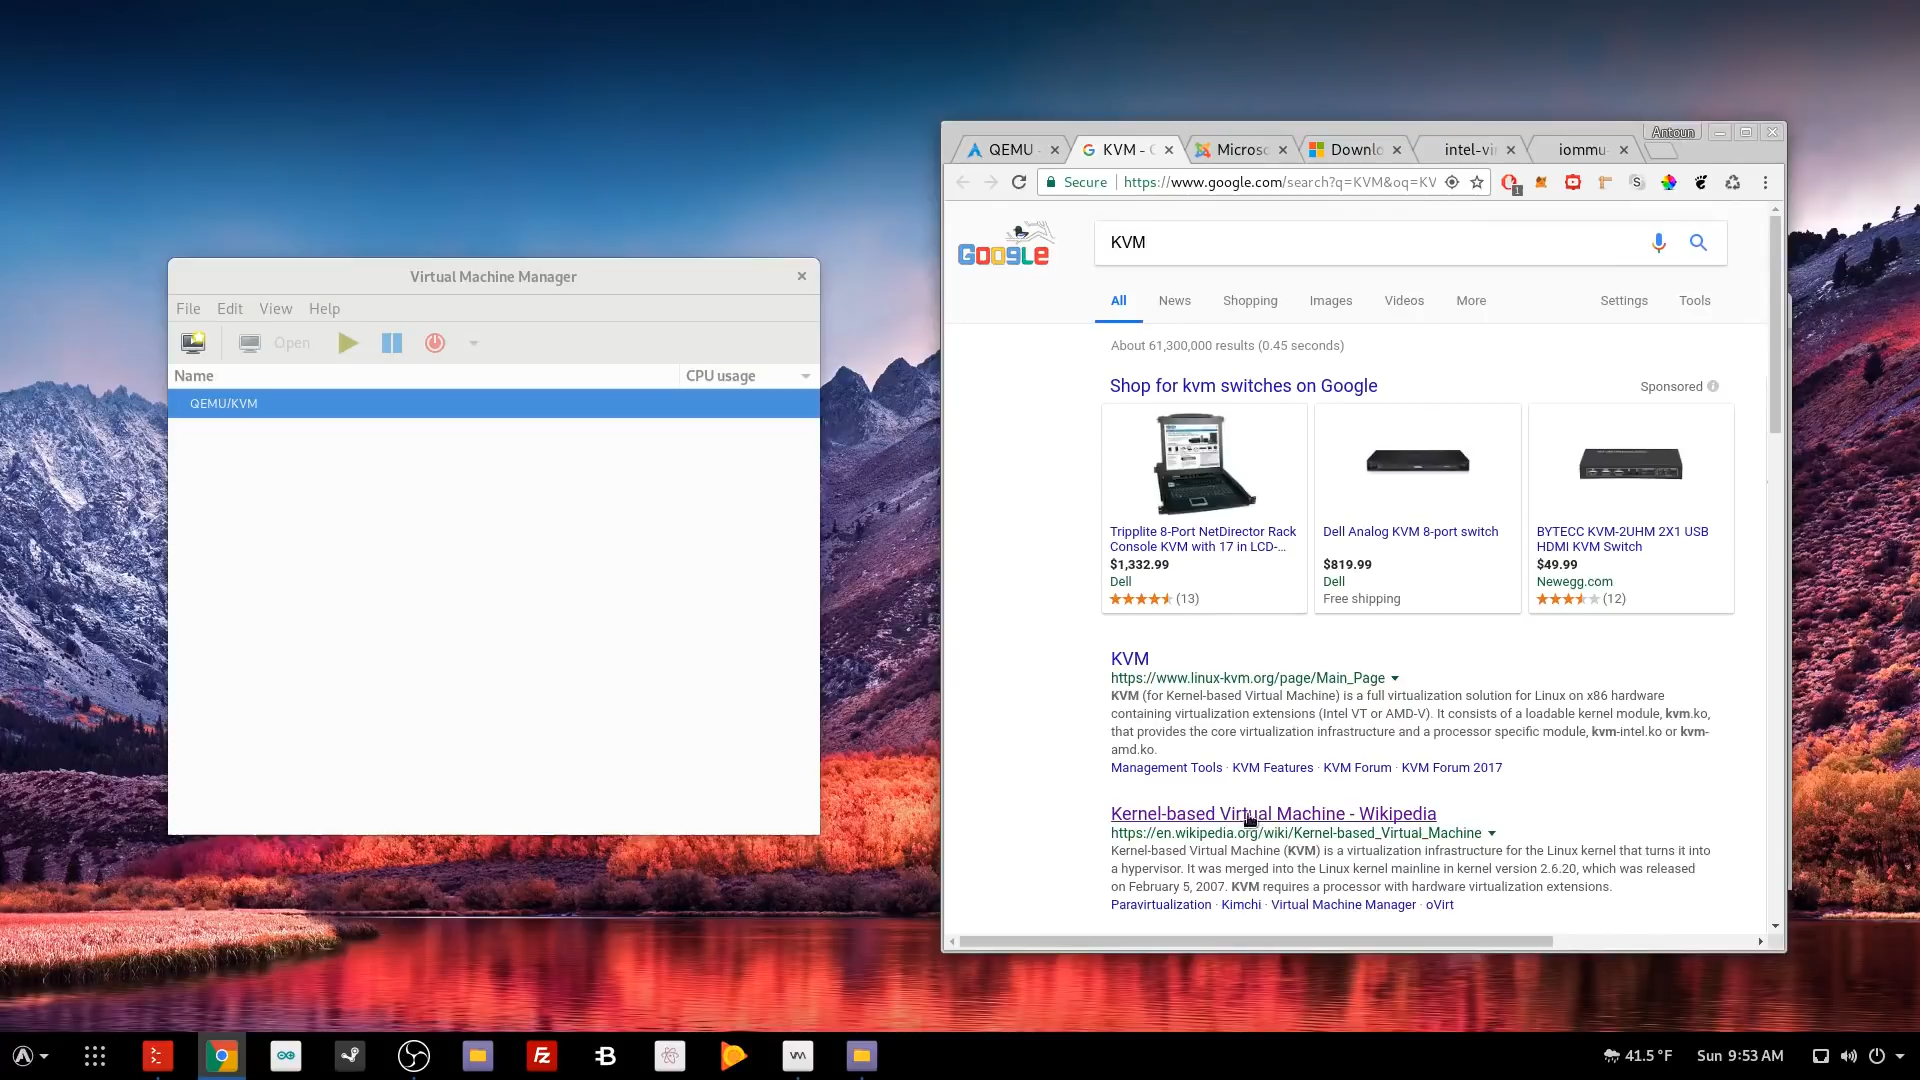 Virtual Machine Manager
File Edit View Help
Open
Name CPU usage
QEMU/KVM
Antoun
QEMU -
KVM - G
Micros
Downlo
intel-vi
iommu-
Secure https://www.google.com/search?q=KVM&oq=KV
1
S
Google
KVM
All News Shopping Images Videos More Settings Tools
About 61,300,000 results (0.45 seconds)
Shop for kvm switches on Google
Sponsored
Tripplite 8-Port NetDirector Rack
Console KVM with 17 in LCD-...
$1,332.99
Dell
(13)
Dell Analog KVM 8-port switch
$819.99
Dell
Free shipping
BYTECC KVM-2UHM 2X1 USB
HDMI KVM Switch
$49.99
Newegg.com
(12)
KVM
https://www.linux-kvm.org/page/Main_Page
KVM (for Kernel-based Virtual Machine) is a full virtualization solution for Linux on x86 hardware
containing virtualization extensions (Intel VT or AMD-V). It consists of a loadable kernel module, kvm.ko,
that provides the core virtualization infrastructure and a processor specific module, kvm-intel.ko or kvm-
amd.ko.
Management Tools · KVM Features · KVM Forum · KVM Forum 2017
Kernel-based Virtual Machine - Wikipedia
https://en.wikipedia.org/wiki/Kernel-based_Virtual_Machine
Kernel-based Virtual Machine (KVM) is a virtualization infrastructure for the Linux kernel that turns it into
a hypervisor. It was merged into the Linux kernel mainline in kernel version 2.6.20, which was released
on February 5, 2007. KVM requires a processor with hardware virtualization extensions.
Paravirtualization · Kimchi · Virtual Machine Manager · oVirt
41.5 °F Sun 9:53 AM